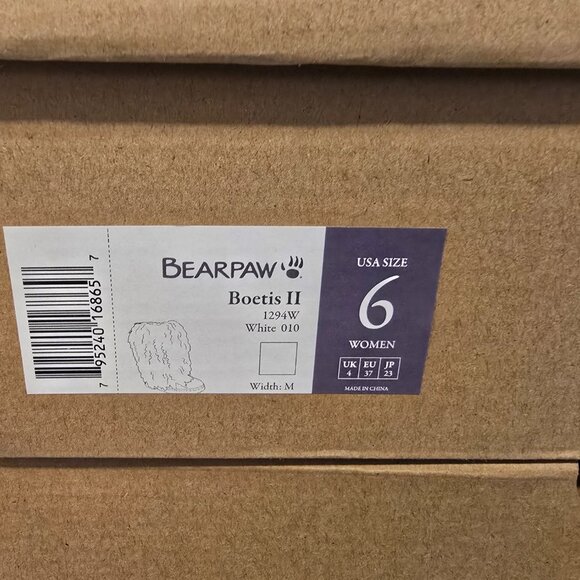 7 95240 16865 7
BEARPAW
Boetis II
1294W
White 010
Width: M
USA SIZE
6
WOMEN
UK EU JP
4 37 23
MADE IN CHINA